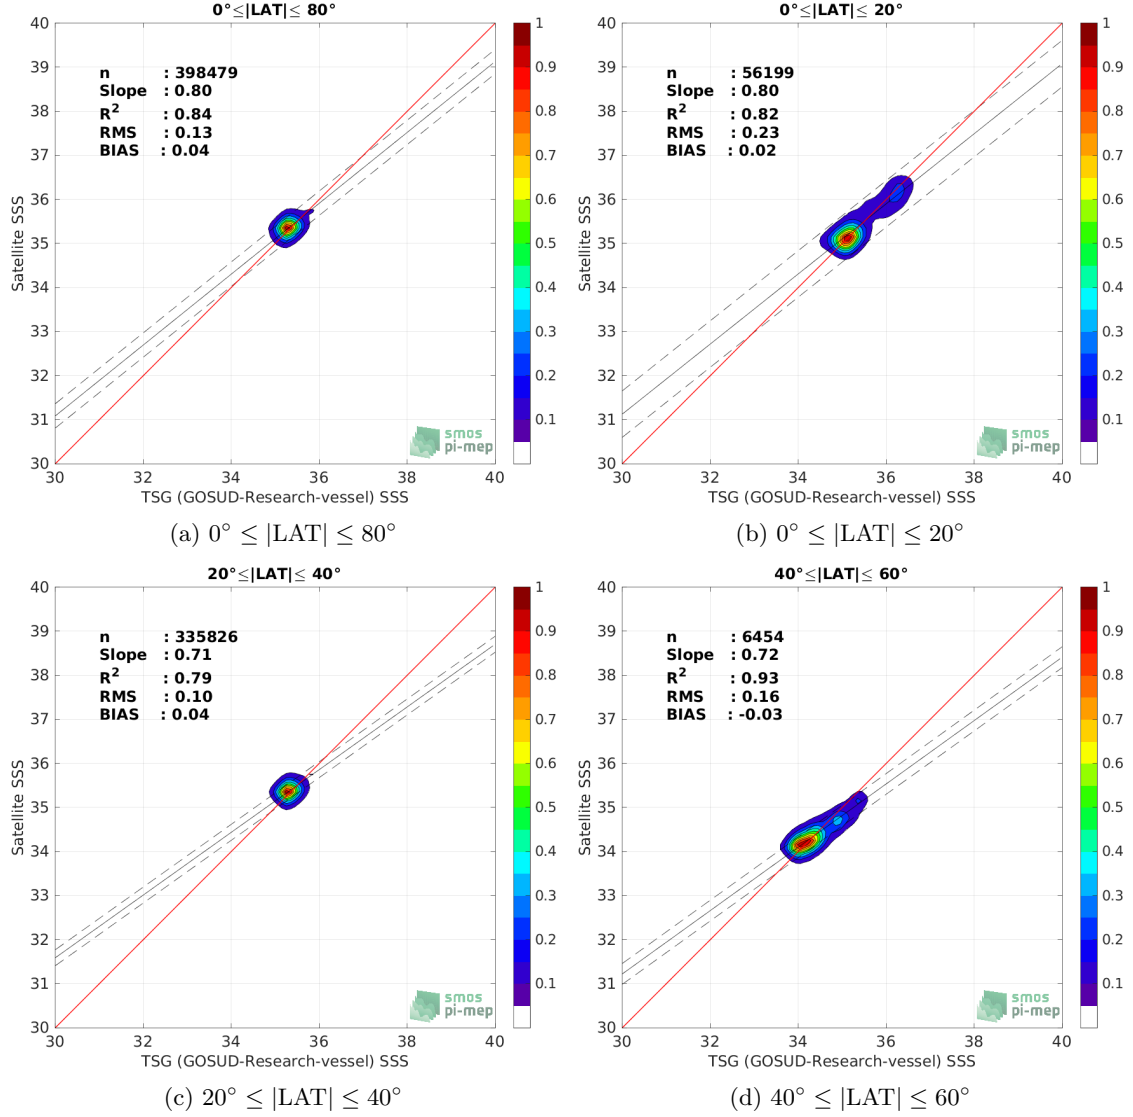 0°≤|LAT|≤ 80°
n : 398479
Slope : 0.80
R² : 0.84
RMS : 0.13
BIAS : 0.04
Satellite SSS
40
39
38
37
36
35
34
33
32
31
30
30 32 34 36 38 40
TSG (GOSUD-Research-vessel) SSS
1
0.9
0.8
0.7
0.6
0.5
0.4
0.3
0.2
0.1
smos
pi-mep
(a) 0° ≤ |LAT| ≤ 80°
0°≤|LAT|≤ 20°
n : 56199
Slope : 0.80
R² : 0.82
RMS : 0.23
BIAS : 0.02
Satellite SSS
40
39
38
37
36
35
34
33
32
31
30
30 32 34 36 38 40
TSG (GOSUD-Research-vessel) SSS
1
0.9
0.8
0.7
0.6
0.5
0.4
0.3
0.2
0.1
smos
pi-mep
(b) 0° ≤ |LAT| ≤ 20°
20°≤|LAT|≤ 40°
n : 335826
Slope : 0.71
R² : 0.79
RMS : 0.10
BIAS : 0.04
Satellite SSS
40
39
38
37
36
35
34
33
32
31
30
30 32 34 36 38 40
TSG (GOSUD-Research-vessel) SSS
1
0.9
0.8
0.7
0.6
0.5
0.4
0.3
0.2
0.1
smos
pi-mep
(c) 20° ≤ |LAT| ≤ 40°
40°≤|LAT|≤ 60°
n : 6454
Slope : 0.72
R² : 0.93
RMS : 0.16
BIAS : -0.03
Satellite SSS
40
39
38
37
36
35
34
33
32
31
30
30 32 34 36 38 40
TSG (GOSUD-Research-vessel) SSS
1
0.9
0.8
0.7
0.6
0.5
0.4
0.3
0.2
0.1
smos
pi-mep
(d) 40° ≤ |LAT| ≤ 60°